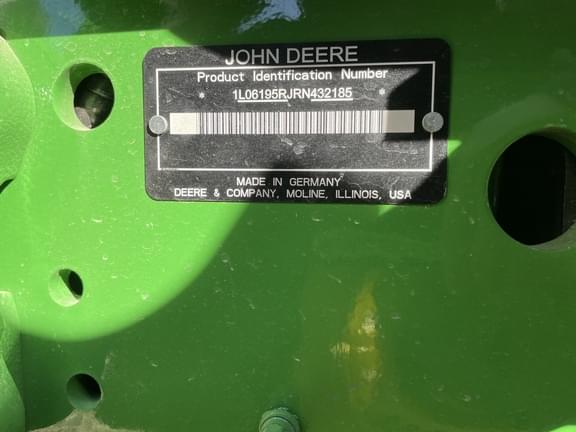 JOHN DEERE
Product Identification Number
* 1L06195RJRN432185 *
MADE IN GERMANY
DEERE & COMPANY, MOLINE, ILLINOIS, USA